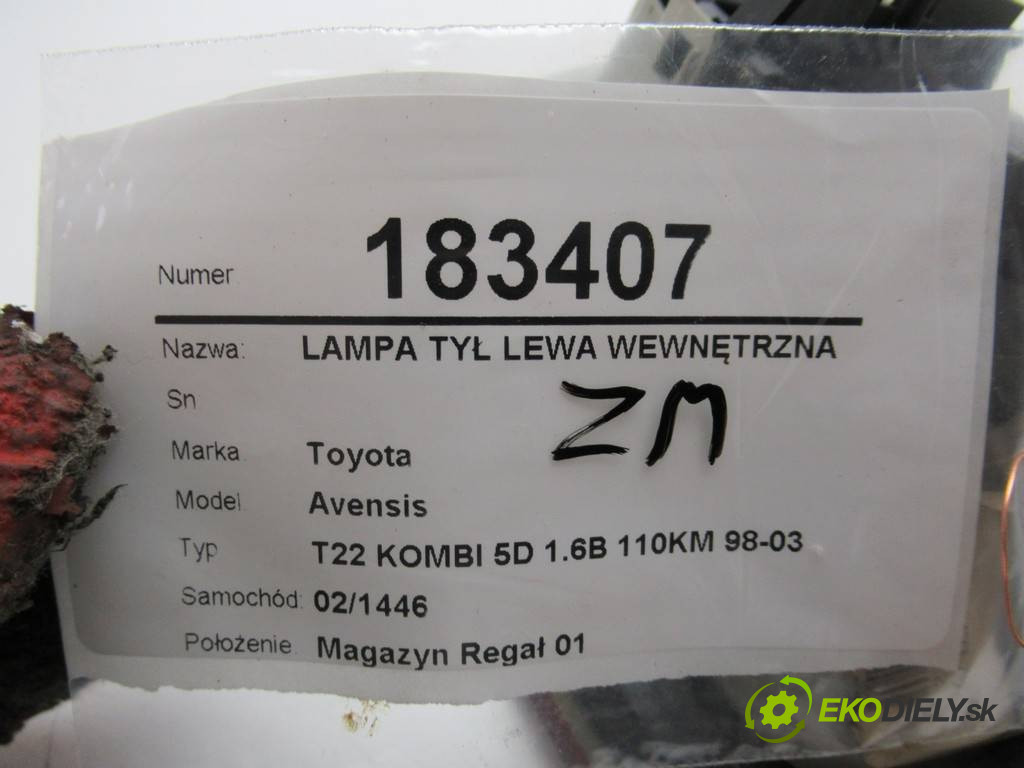 Numer 183407
Nazwa: LAMPA TYŁ LEWA WEWNĘTRZNA
Sn
ZM
Marka Toyota
Model Avensis
Typ T22 KOMBI 5D 1.6B 110KM 98-03
Samochód: 02/1446
Położenie Magazyn Regał 01
EKODIELY.sk